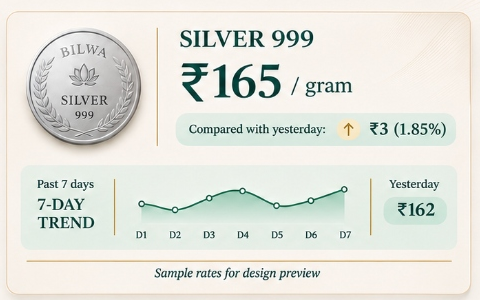 BILWA
SILVER
999
SILVER 999
₹165 / gram
Compared with yesterday: ↑ ₹3 (1.85%)
Past 7 days
7-DAY
TREND
D1 D2 D3 D4 D5 D6 D7
Yesterday
₹162
Sample rates for design preview